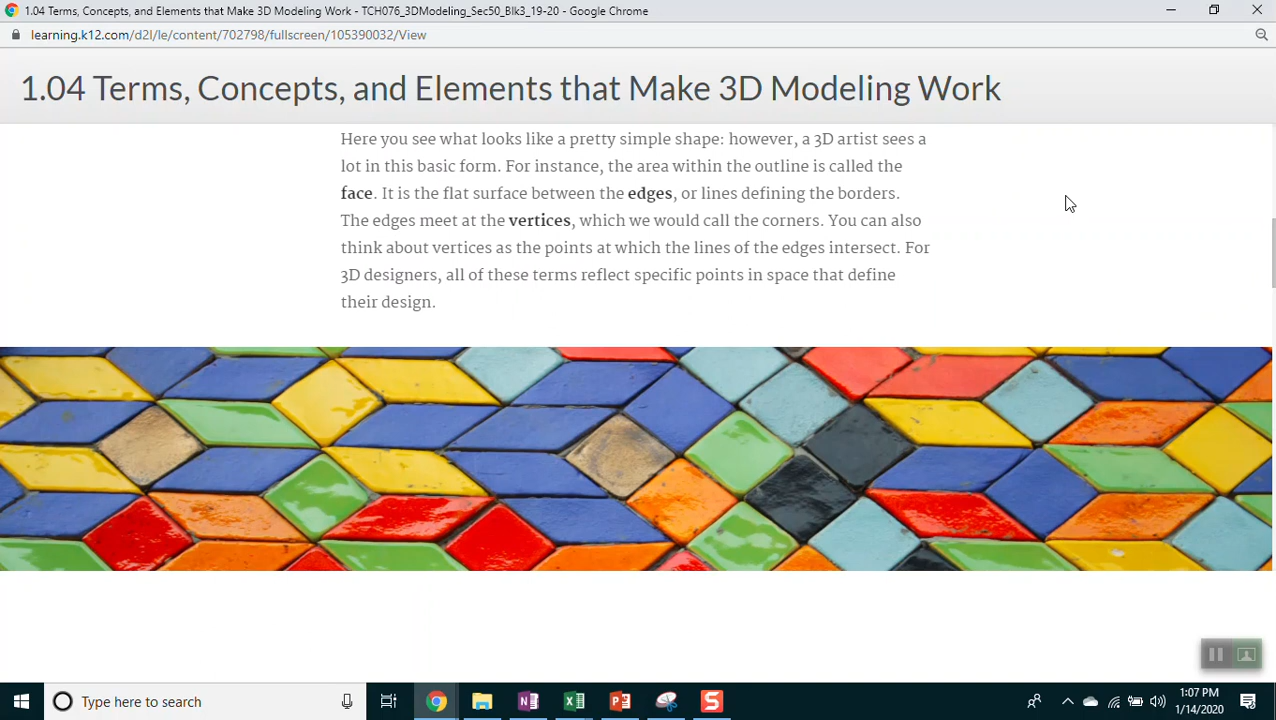 1.04 Terms, Concepts, and Elements that Make 3D Modeling Work - TCH076_3DModeling_Sec50_Blk3_19-20 - Google Chrome
learning.k12.com/d2l/le/content/702798/fullscreen/105390032/View
1.04 Terms, Concepts, and Elements that Make 3D Modeling Work
Here you see what looks like a pretty simple shape: however, a 3D artist sees a
lot in this basic form. For instance, the area within the outline is called the
face. It is the flat surface between the edges, or lines defining the borders.
The edges meet at the vertices, which we would call the corners. You can also
think about vertices as the points at which the lines of the edges intersect. For
3D designers, all of these terms reflect specific points in space that define
their design.
Type here to search
N
X
P
S
1:07 PM
1/14/2020